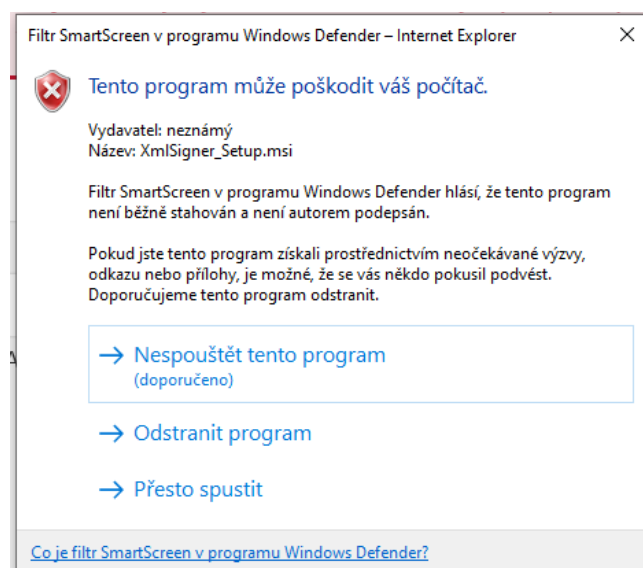 Filtr SmartScreen v programu Windows Defender – Internet Explorer
Tento program může poškodit váš počítač.
Vydavatel: neznámý
Název: XmlSigner_Setup.msi
Filtr SmartScreen v programu Windows Defender hlásí, že tento program
není běžně stahován a není autorem podepsán.
Pokud jste tento program získali prostřednictvím neočekávané výzvy,
odkazu nebo přílohy, je možné, že se vás někdo pokusil podvést.
Doporučujeme tento program odstranit.
Nespouštět tento program
(doporučeno)
Odstranit program
Přesto spustit
Co je filtr SmartScreen v programu Windows Defender?